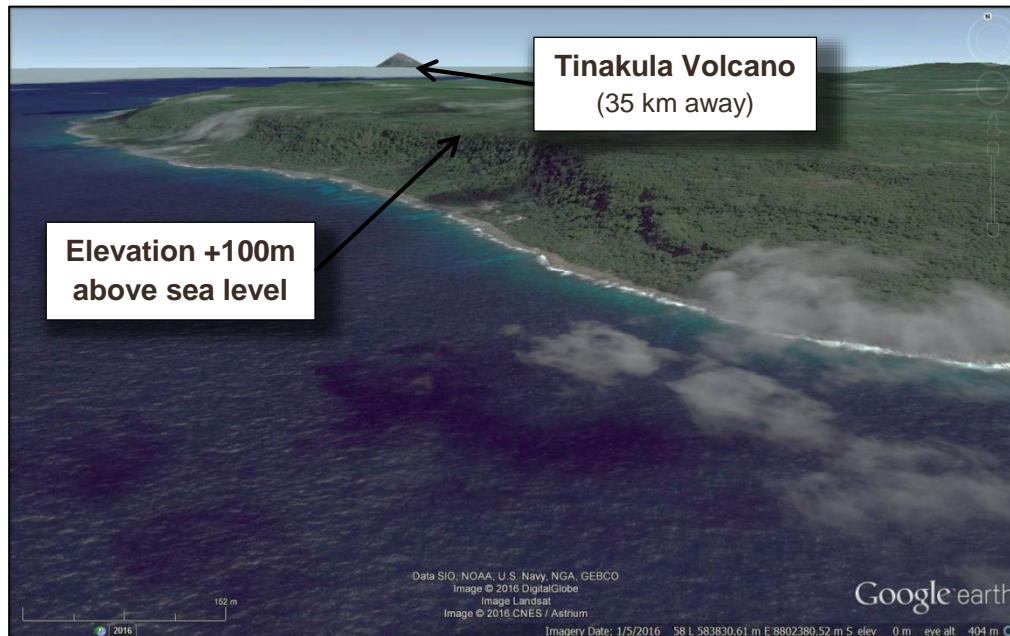 Tinakula Volcano
(35 km away)
Elevation +100m
above sea level
Data SIO, NOAA, U.S. Navy, NGA, GEBCO
Image © 2016 DigitalGlobe
Image Landsat
Image © 2016 CNES / Astrium
Google earth
152 m
2016
Imagery Date: 1/5/2016 58 L 583830.61 m E 8802380.52 m S elev 0 m eye alt 404 m